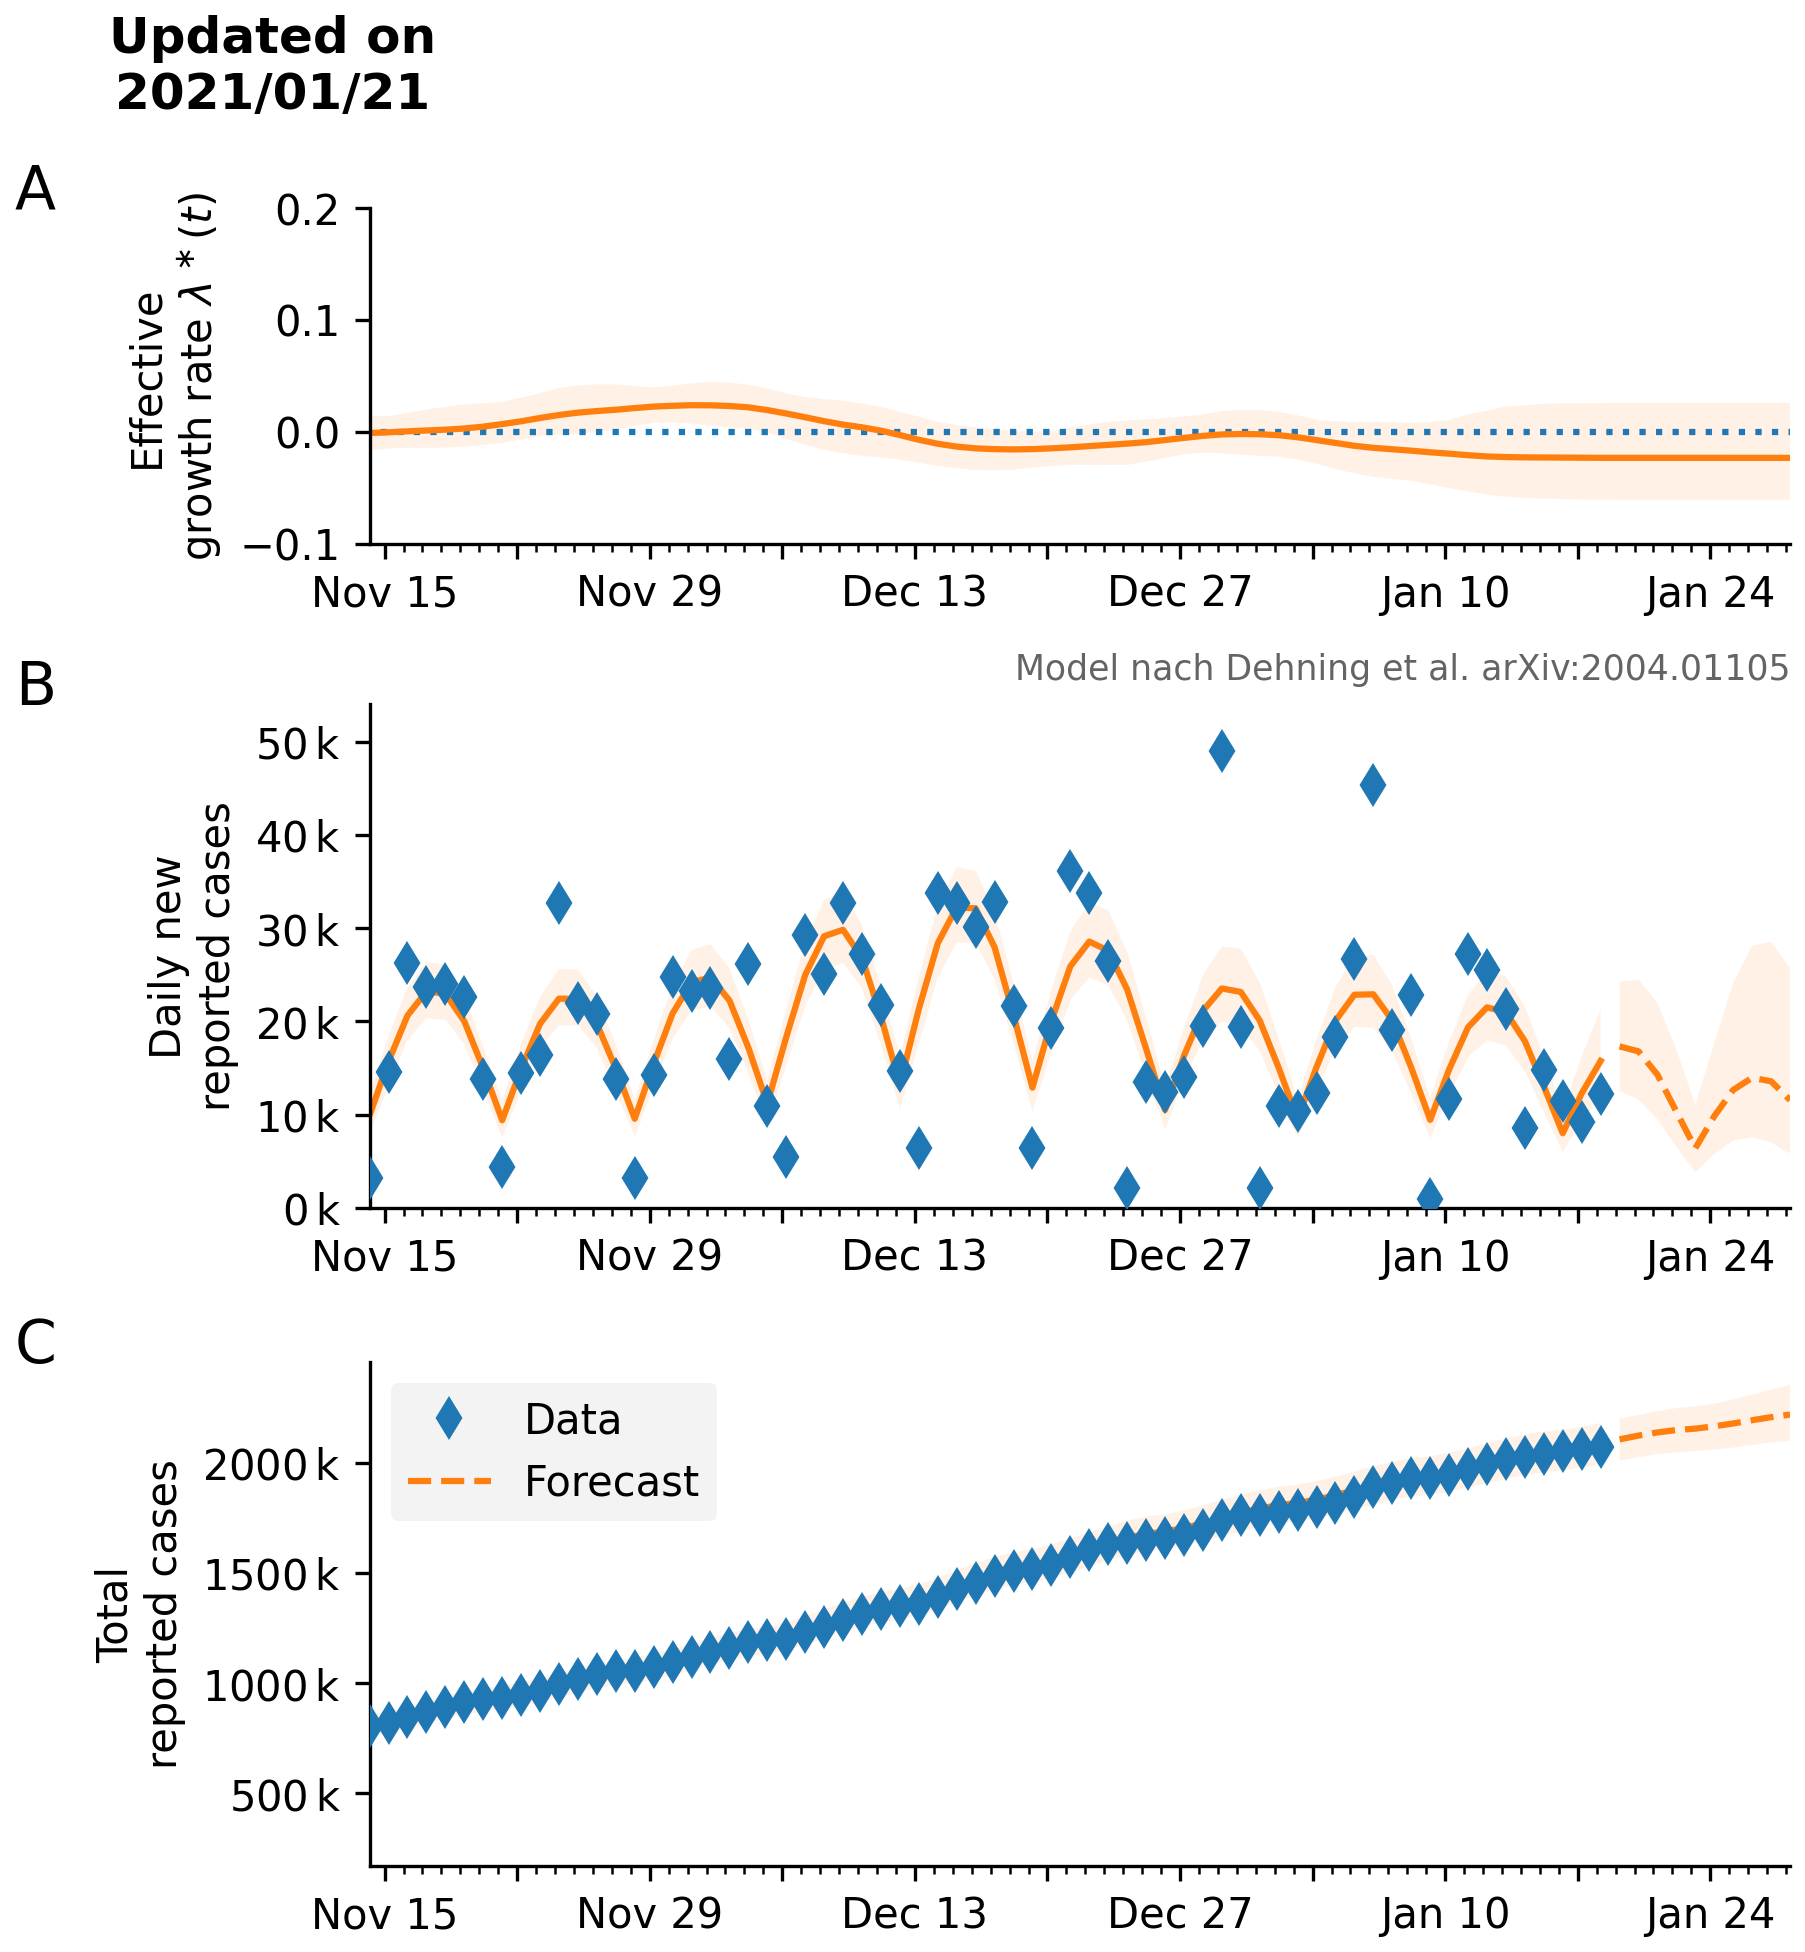 Updated on
2021/01/21
A
Effective
growth rate λ * (t)
0.2
0.1
0.0
−0.1
Nov 15 Nov 29 Dec 13 Dec 27 Jan 10 Jan 24
B
Model nach Dehning et al. arXiv:2004.01105
Daily new
reported cases
50 k
40 k
30 k
20 k
10 k
0 k
Nov 15 Nov 29 Dec 13 Dec 27 Jan 10 Jan 24
C
Data
Forecast
Total
reported cases
2000 k
1500 k
1000 k
500 k
Nov 15 Nov 29 Dec 13 Dec 27 Jan 10 Jan 24